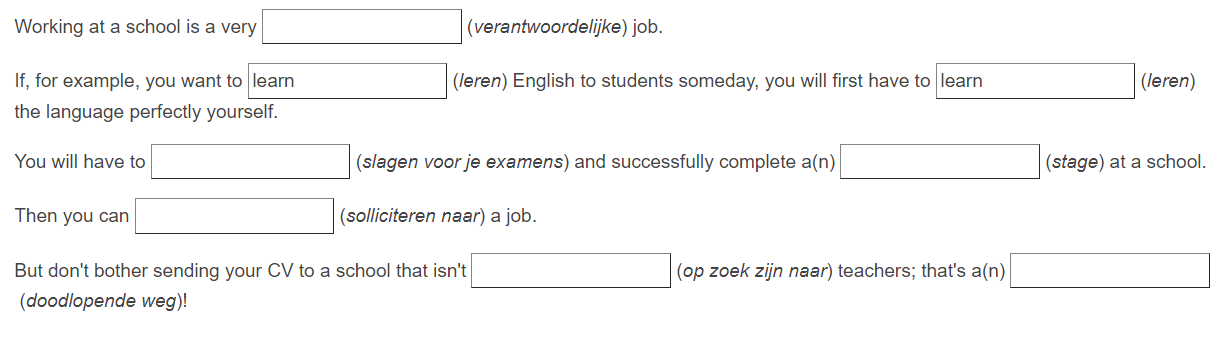 Working at a school is a very (verantwoordelijke) job.
If, for example, you want to learn (leren) English to students someday, you will first have to learn (leren)
the language perfectly yourself.
You will have to (slagen voor je examens) and successfully complete a(n) (stage) at a school.
Then you can (solliciteren naar) a job.
But don't bother sending your CV to a school that isn't (op zoek zijn naar) teachers; that's a(n)
(doodlopende weg)!